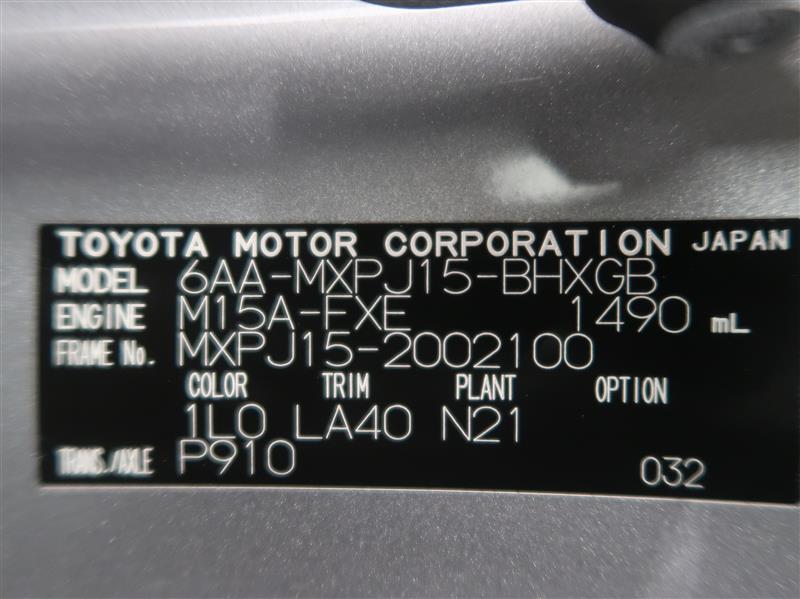 TOYOTA MOTOR CORPORATION JAPAN
MODEL 6AA-MXPJ15-BHXGB
ENGINE M15A-FXE 1490 mL
FRAME No. MXPJ15-2002100
COLOR TRIM PLANT OPTION
1L0 LA40 N21
TRANS./AXLE P910 032